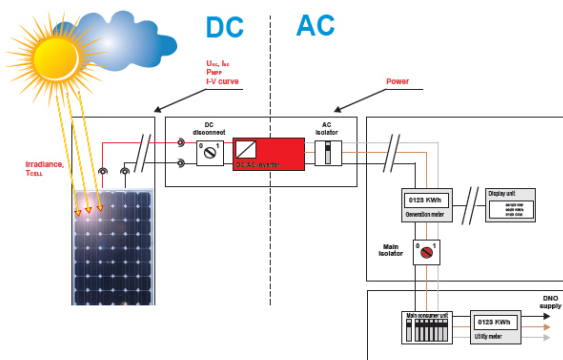 DC AC
Uoc, Isc
PMPP
I-V curve
Power
DC
disconnect
AC
isolator
0 1
DC/AC Inverter
Irradiance,
TCELL
0123 KWh
Generation meter
Display unit
Main
isolator
0 1
DNO
supply
Main consumer unit
0123 KWh
Utility meter